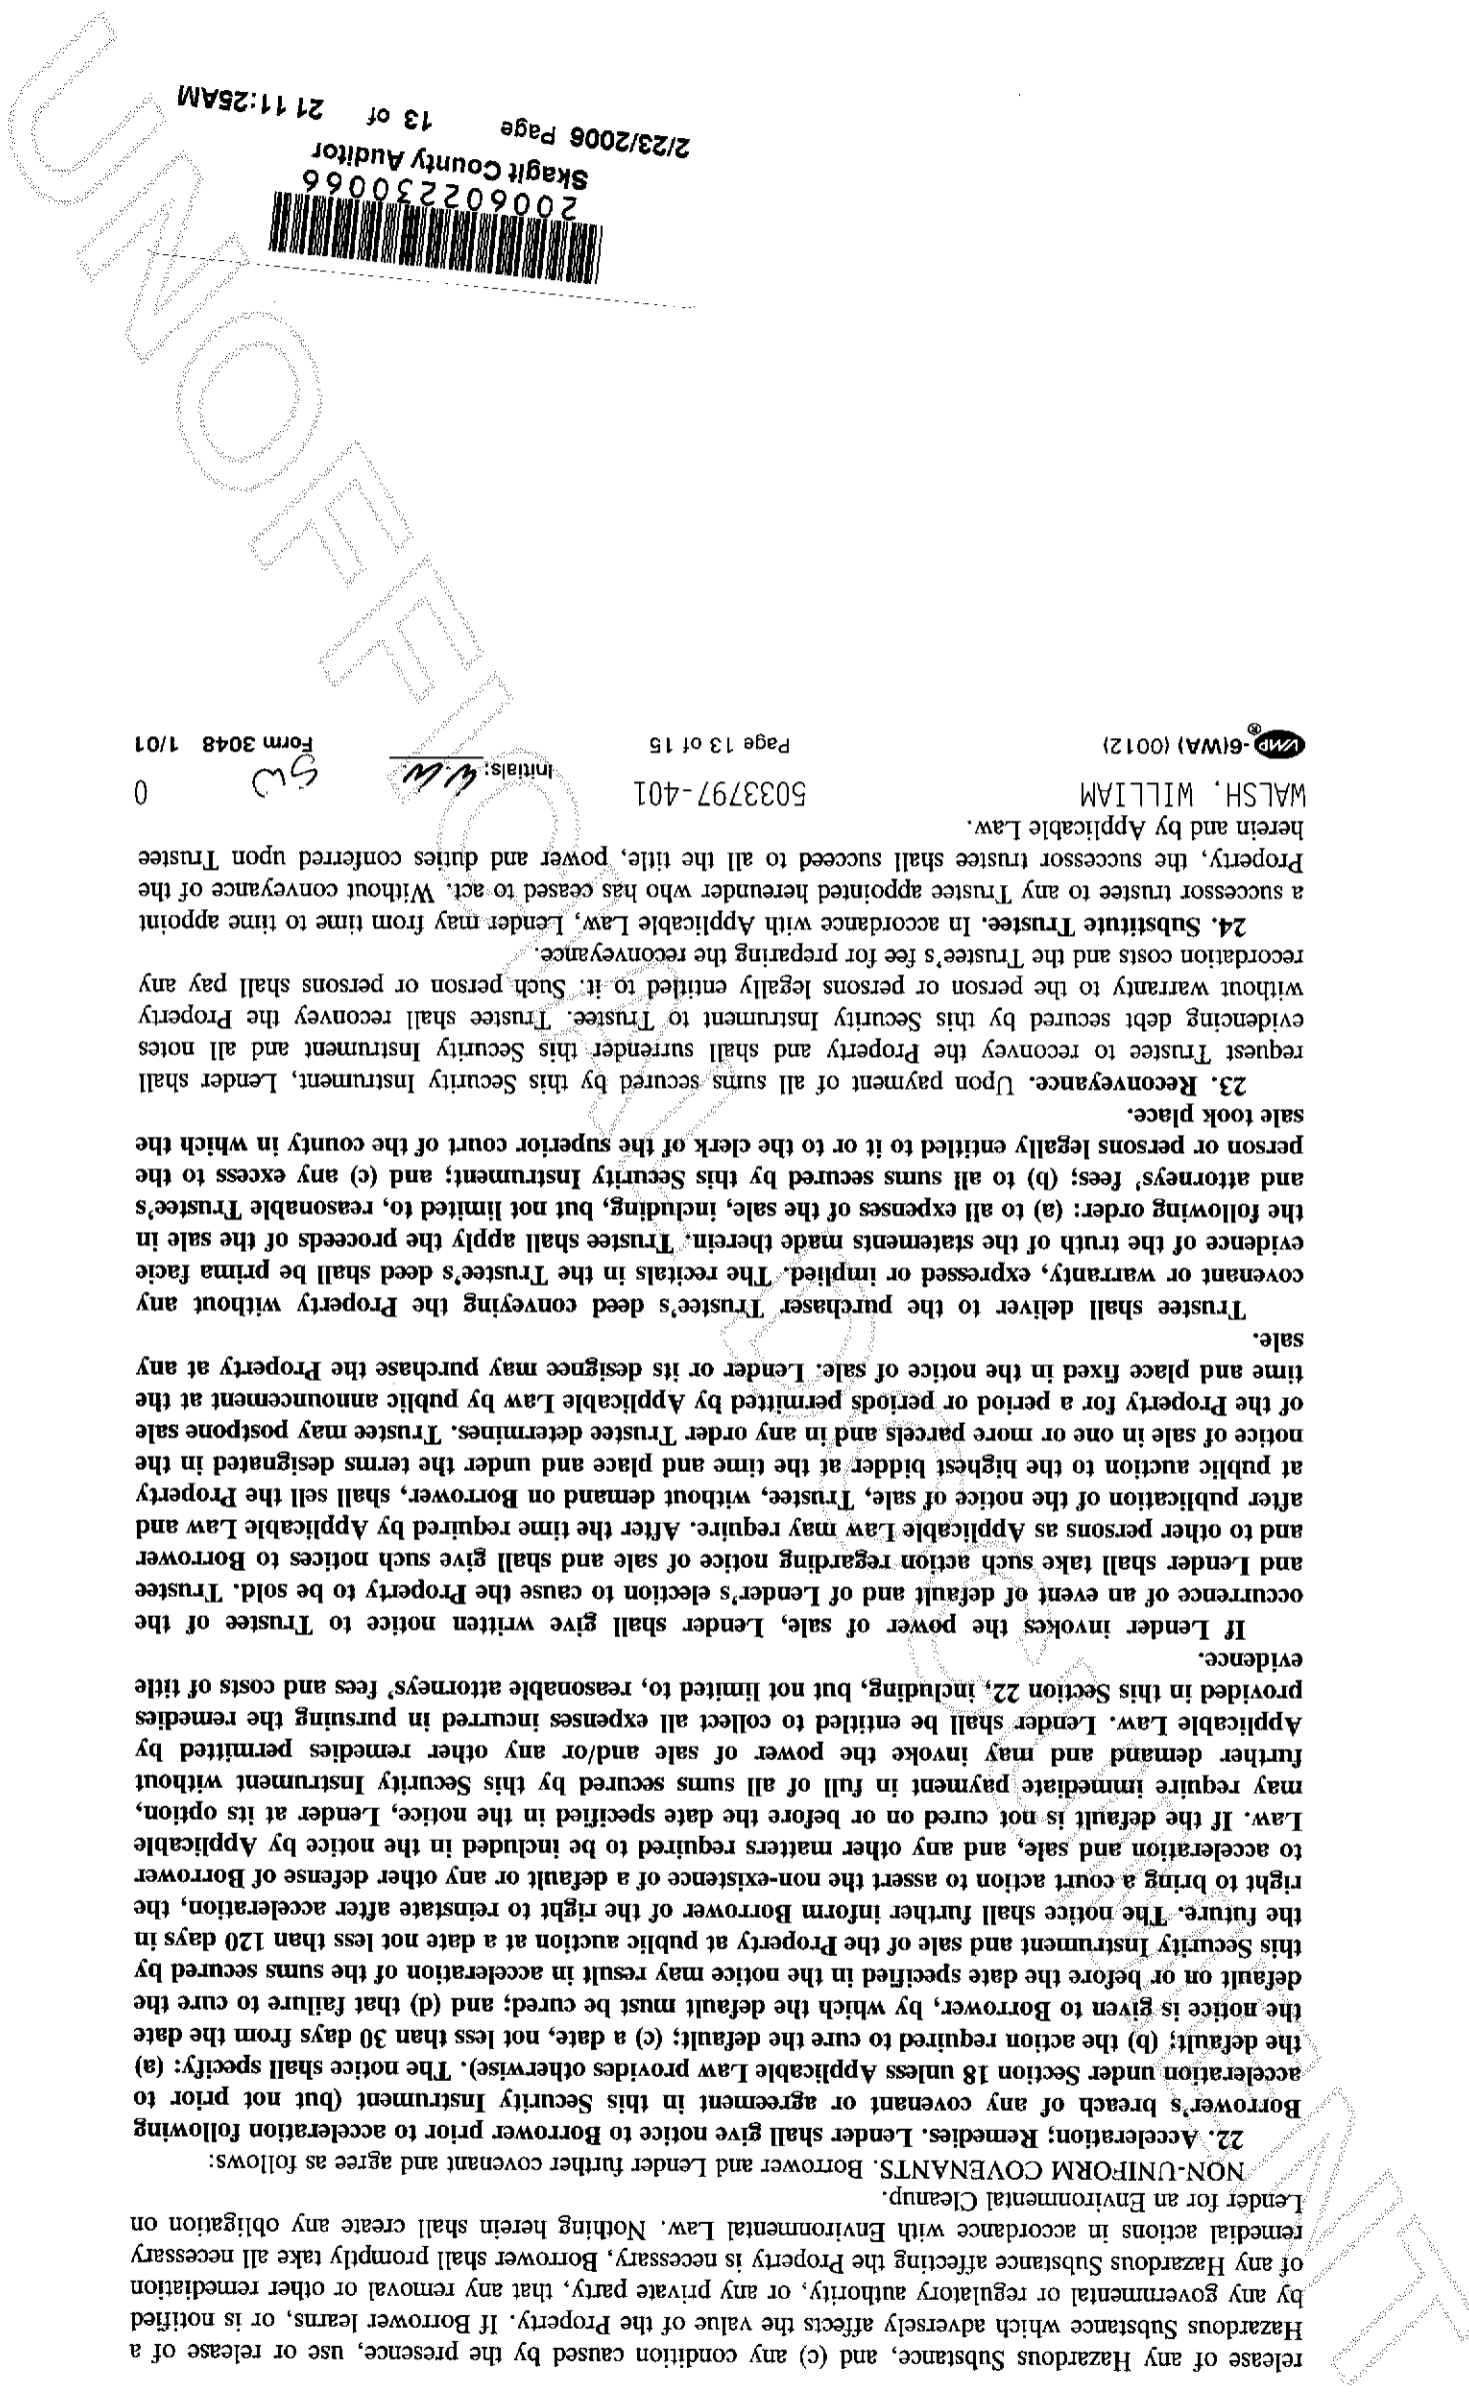 release of any Hazardous Substance, and (c) any condition caused by the presence, use or release of a
Hazardous Substance which adversely affects the value of the Property. If Borrower learns, or is notified
by any governmental or regulatory authority, or any private party, that any removal or other remediation
of any Hazardous Substance affecting the Property is necessary, Borrower shall promptly take all necessary
remedial actions in accordance with Environmental Law. Nothing herein shall create any obligation on
Lender for an Environmental Cleanup.
NON-UNIFORM COVENANTS. Borrower and Lender further covenant and agree as follows:
22. Acceleration; Remedies. Lender shall give notice to Borrower prior to acceleration following
Borrower's breach of any covenant or agreement in this Security Instrument (but not prior to
acceleration under Section 18 unless Applicable Law provides otherwise). The notice shall specify: (a)
the default; (b) the action required to cure the default; (c) a date, not less than 30 days from the date
the notice is given to Borrower, by which the default must be cured; and (d) that failure to cure the
default on or before the date specified in the notice may result in acceleration of the sums secured by
this Security Instrument and sale of the Property at public auction at a date not less than 120 days in
the future. The notice shall further inform Borrower of the right to reinstate after acceleration, the
right to bring a court action to assert the non-existence of a default or any other defense of Borrower
to acceleration and sale, and any other matters required to be included in the notice by Applicable
Law. If the default is not cured on or before the date specified in the notice, Lender at its option,
may require immediate payment in full of all sums secured by this Security Instrument without
further demand and may invoke the power of sale and/or any other remedies permitted by
Applicable Law. Lender shall be entitled to collect all expenses incurred in pursuing the remedies
provided in this Section 22, including, but not limited to, reasonable attorneys' fees and costs of title
evidence.
If Lender invokes the power of sale, Lender shall give written notice to Trustee of the
occurrence of an event of default and of Lender's election to cause the Property to be sold. Trustee
and Lender shall take such action regarding notice of sale and shall give such notices to Borrower
and to other persons as Applicable Law may require. After the time required by Applicable Law and
after publication of the notice of sale, Trustee, without demand on Borrower, shall sell the Property
at public auction to the highest bidder at the time and place and under the terms designated in the
notice of sale in one or more parcels and in any order Trustee determines. Trustee may postpone sale
of the Property for a period or periods permitted by Applicable Law by public announcement at the
time and place fixed in the notice of sale. Lender or its designee may purchase the Property at any
sale.
Trustee shall deliver to the purchaser Trustee's deed conveying the Property without any
covenant or warranty, expressed or implied. The recitals in the Trustee's deed shall be prima facie
evidence of the truth of the statements made therein. Trustee shall apply the proceeds of the sale in
the following order: (a) to all expenses of the sale, including, but not limited to, reasonable Trustee's
and attorneys' fees; (b) to all sums secured by this Security Instrument; and (c) any excess to the
person or persons legally entitled to it or to the clerk of the superior court of the county in which the
sale took place.
23. Reconveyance. Upon payment of all sums secured by this Security Instrument, Lender shall
request Trustee to reconvey the Property and shall surrender this Security Instrument and all notes
evidencing debt secured by this Security Instrument to Trustee. Trustee shall reconvey the Property
without warranty to the person or persons legally entitled to it. Such person or persons shall pay any
recordation costs and the Trustee's fee for preparing the reconveyance.
24. Substitute Trustee. In accordance with Applicable Law, Lender may from time to time appoint
a successor trustee to any Trustee appointed hereunder who has ceased to act. Without conveyance of the
Property, the successor trustee shall succeed to all the title, power and duties conferred upon Trustee
herein and by Applicable Law.
WALSH, WILLIAM 5033797-401 0
Initials: W.W. SW
VMP®-6(WA) (0012) Page 13 of 15 Form 3048 1/01
200602230066
Skagit County Auditor
2/23/2006 Page 13 of 21 11:25AM
UNOFFICIAL DOCUMENT